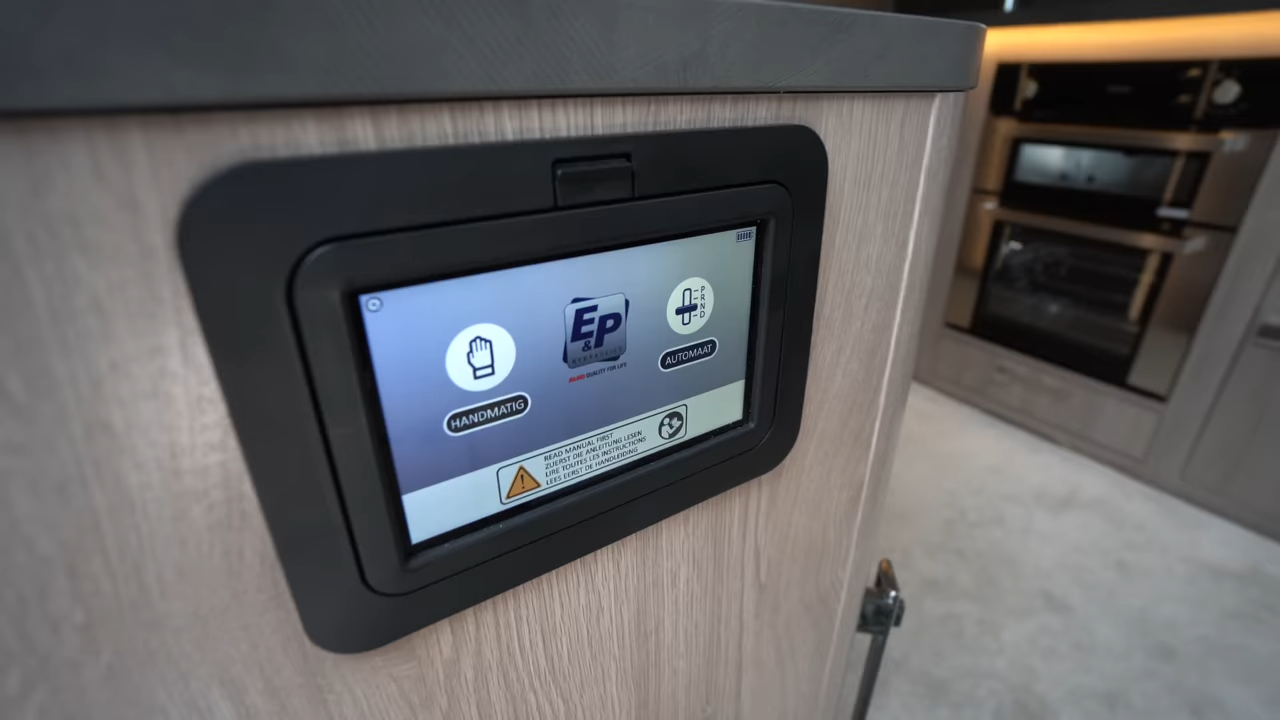 E&P
HYDRAULICS
QUALITY FOR LIFE
P
R
N
D
HANDMATIG
AUTOMAAT
READ MANUAL FIRST
ZUERST DIE ANLEITUNG LESEN
LIRE TOUTES LES INSTRUCTIONS
LEES EERST DE HANDLEIDING